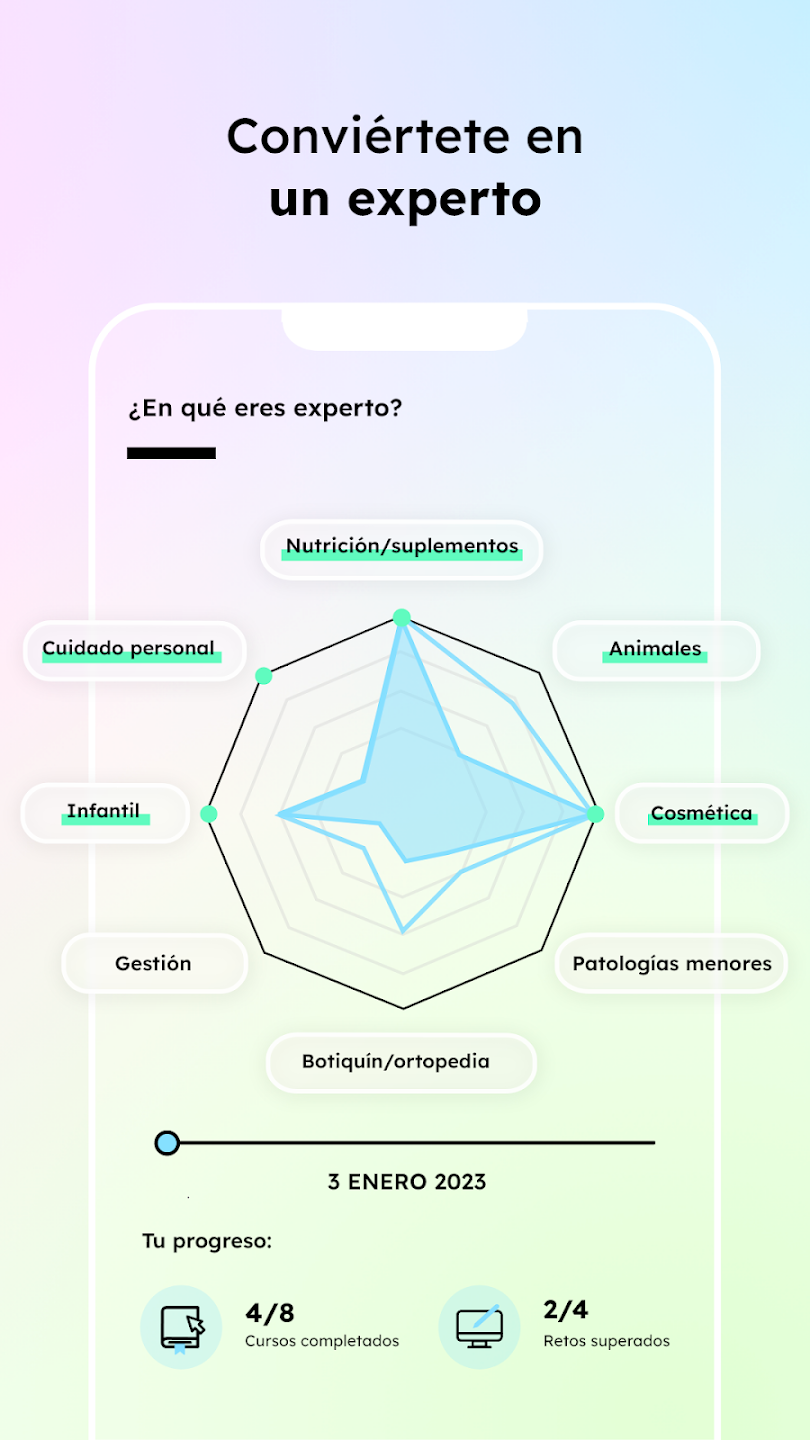 Conviértete en
un experto
¿En qué eres experto?
Nutrición/suplementos
Cuidado personal
Animales
Infantil
Cosmética
Gestión
Patologías menores
Botiquín/ortopedia
3 ENERO 2023
Tu progreso:
4/8
Cursos completados
2/4
Retos superados